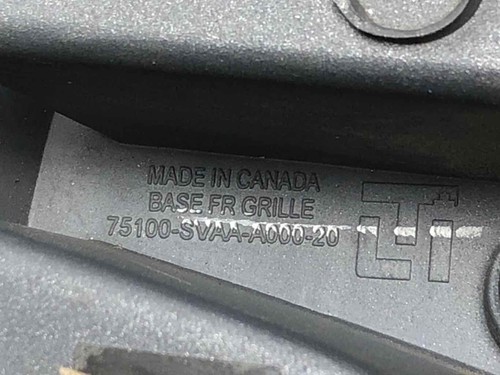 MADE IN CANADA
BASE FR GRILLE
75100-SVAA-A000-20